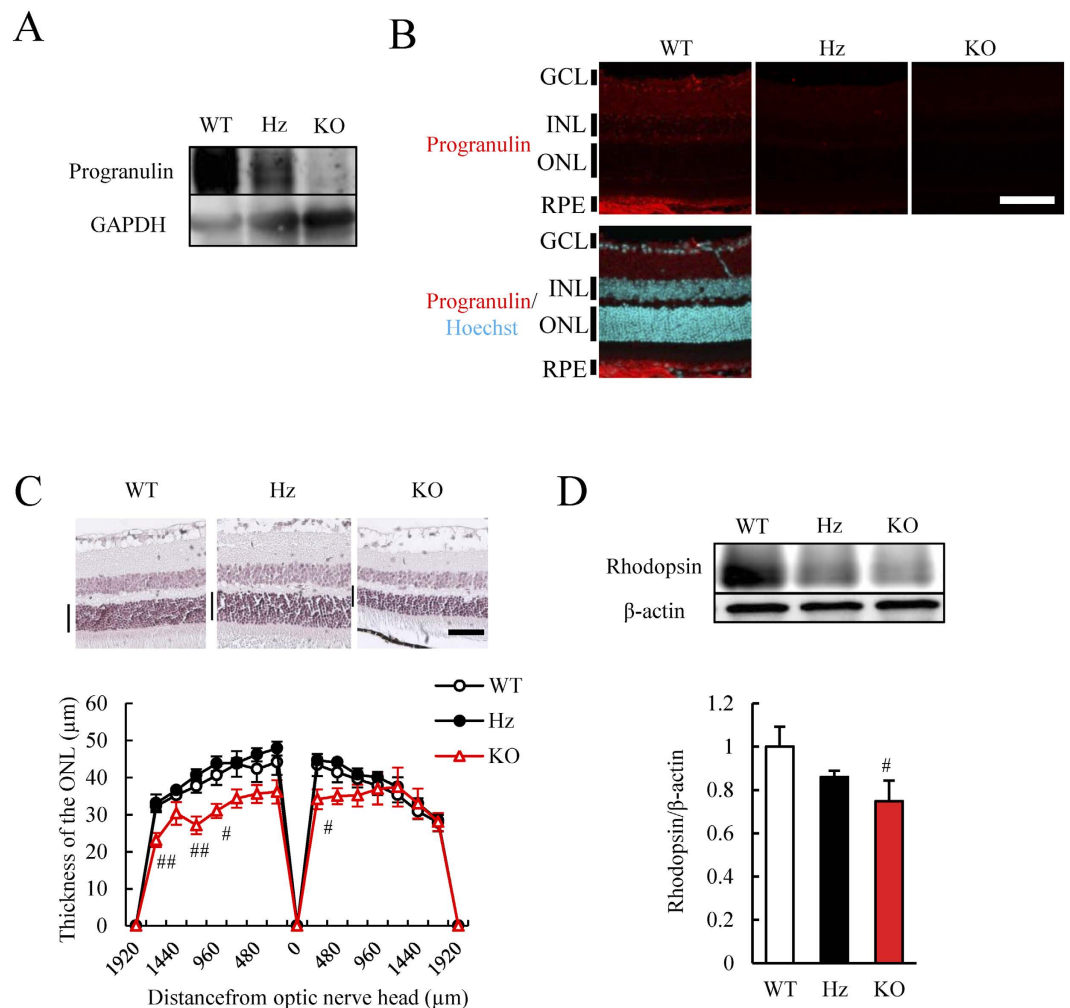 A
WT Hz KO
Progranulin
GAPDH
B
WT Hz KO
GCL
INL
Progranulin
ONL
RPE
GCL
INL
Progranulin/
Hoechst
ONL
RPE
C
WT Hz KO
WT
Hz
KO
Thickness of the ONL (μm)
60
50
40
30
20
10
0
## ## # #
1920 1440 960 480 0 480 960 1440 1920
Distancefrom optic nerve head (μm)
D
WT Hz KO
Rhodopsin
β-actin
Rhodopsin/β-actin
1.2
1
0.8
0.6
0.4
0.2
0
#
WT Hz KO